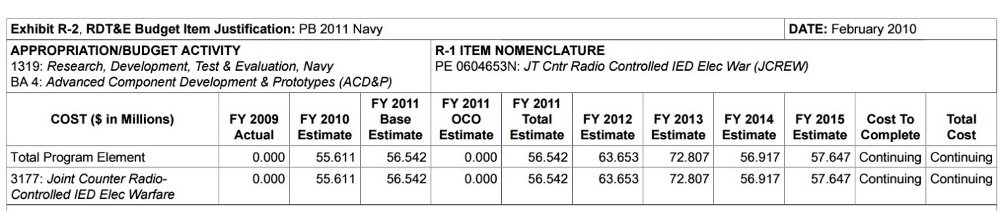 Exhibit R-2, RDT&E Budget Item Justification: PB 2011 Navy DATE: February 2010
APPROPRIATION/BUDGET ACTIVITY
1319: Research, Development, Test & Evaluation, Navy
BA 4: Advanced Component Development & Prototypes (ACD&P)
R-1 ITEM NOMENCLATURE
PE 0604653N: JT Cntr Radio Controlled IED Elec War (JCREW)
COST ($ in Millions)
FY 2009
Actual
FY 2010
Estimate
FY 2011
Base
Estimate
FY 2011
OCO
Estimate
FY 2011
Total
Estimate
FY 2012
Estimate
FY 2013
Estimate
FY 2014
Estimate
FY 2015
Estimate
Cost To
Complete
Total
Cost
Total Program Element 0.000 55.611 56.542 0.000 56.542 63.653 72.807 56.917 57.647 Continuing Continuing
3177: Joint Counter Radio- 0.000 55.611 56.542 0.000 56.542 63.653 72.807 56.917 57.647 Continuing Continuing
Controlled IED Elec Warfare